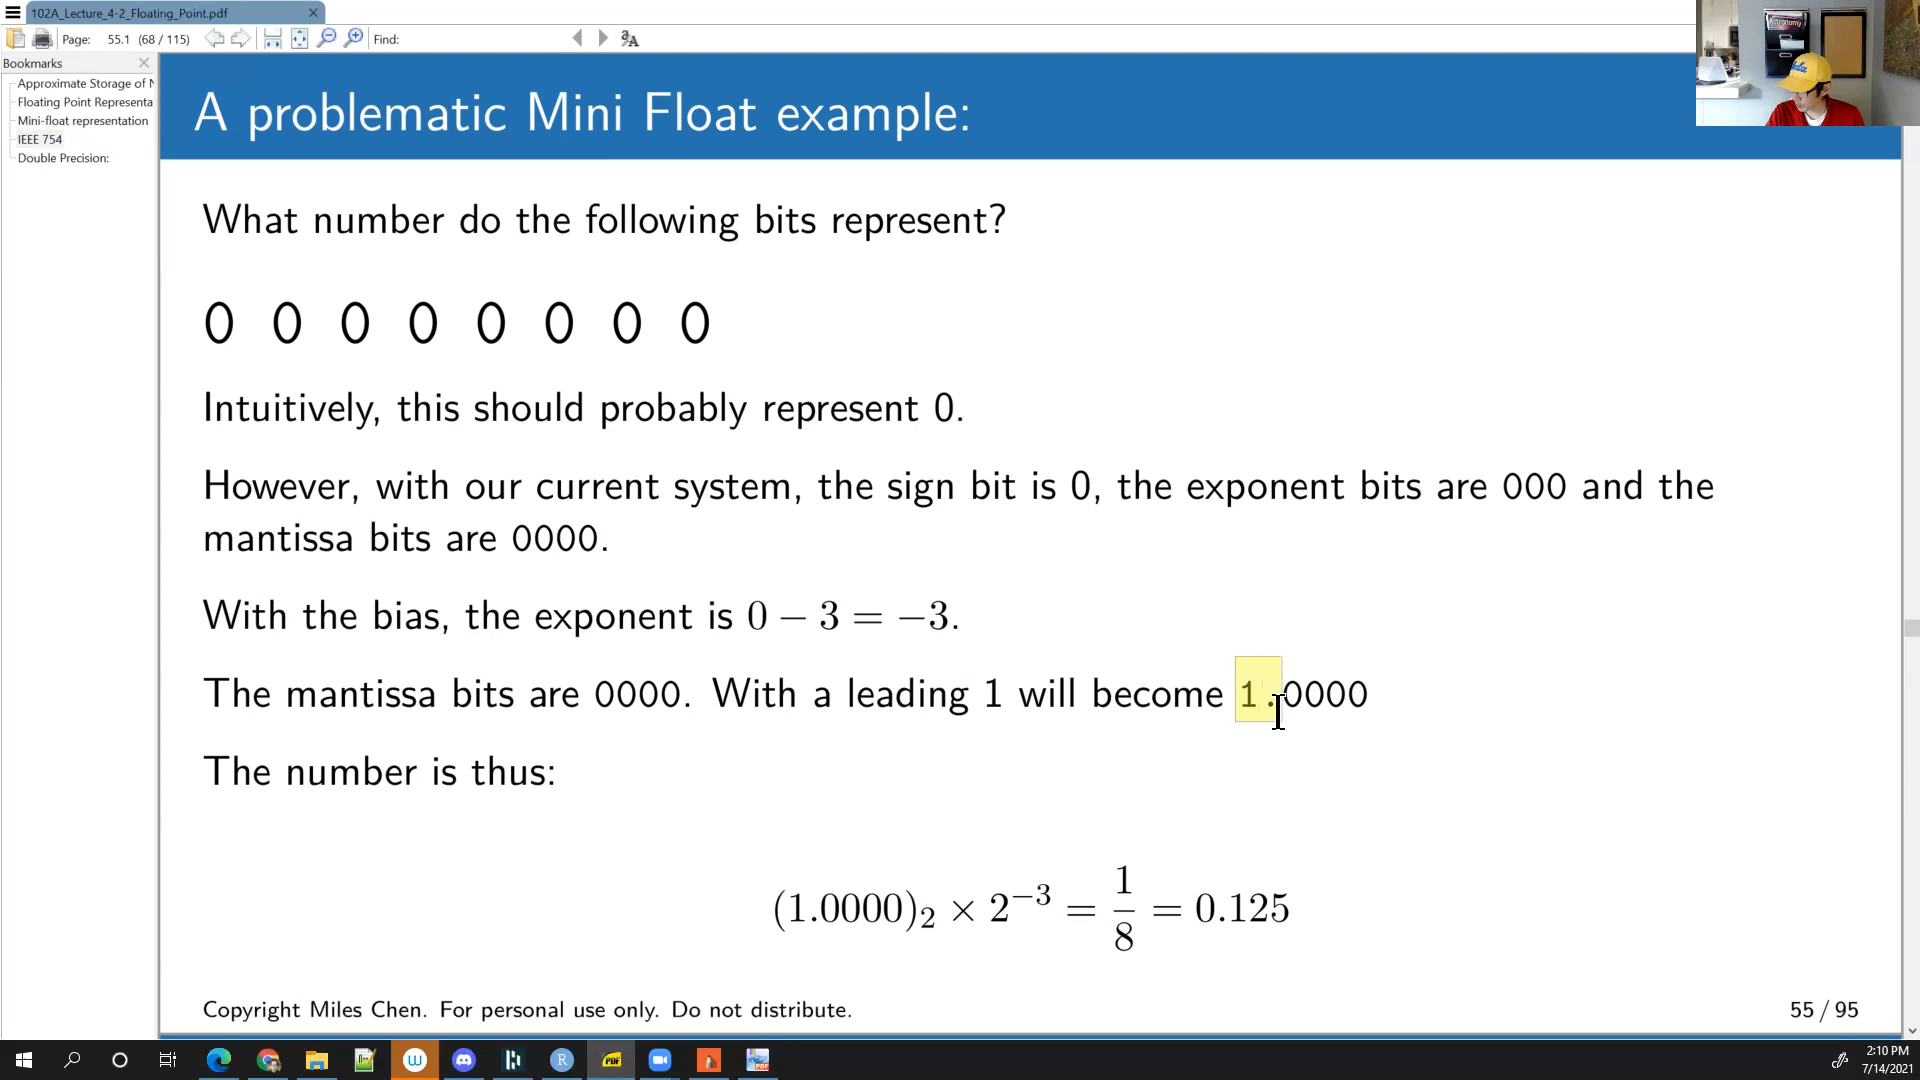 102A_Lecture_4-2_Floating_Point.pdf
Page: 55.1 (68 / 115) Find:
Bookmarks
Approximate Storage of N
Floating Point Representa
Mini-float representation
IEEE 754
Double Precision:
A problematic Mini Float example:
What number do the following bits represent?
0 0 0 0 0 0 0 0
Intuitively, this should probably represent 0.
However, with our current system, the sign bit is 0, the exponent bits are 000 and the
mantissa bits are 0000.
With the bias, the exponent is 0 − 3 = −3.
The mantissa bits are 0000. With a leading 1 will become 1.0000
The number is thus:
(1.0000)₂ × 2⁻³ = 1/8 = 0.125
Copyright Miles Chen. For personal use only. Do not distribute.
55 / 95
2:10 PM
7/14/2021